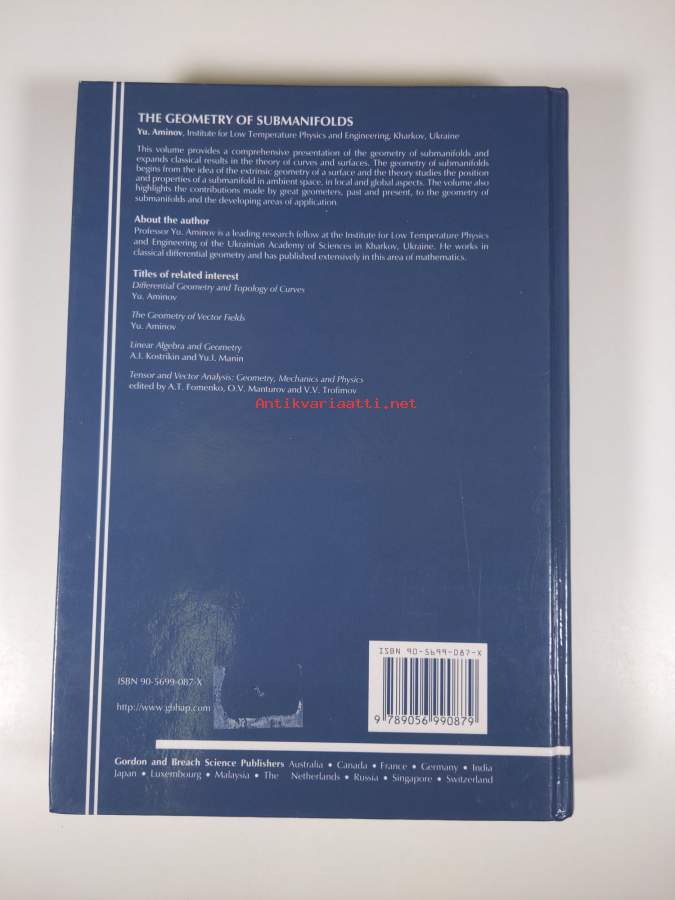 THE GEOMETRY OF SUBMANIFOLDS
Yu. Aminov, Institute for Low Temperature Physics and Engineering, Kharkov, Ukraine
This volume provides a comprehensive presentation of the geometry of submanifolds and
expands classical results in the theory of curves and surfaces. The geometry of submanifolds
begins from the idea of the extrinsic geometry of a surface and the theory studies the position
and properties of a submanifold in ambient space, in local and global aspects. The volume also
highlights the contributions made by great geometers, past and present, to the geometry of
submanifolds and the developing areas of application.
About the author
Professor Yu. Aminov is a leading research fellow at the Institute for Low Temperature Physics
and Engineering of the Ukrainian Academy of Sciences in Kharkov, Ukraine. He works in
classical differential geometry and has published extensively in this area of mathematics.
Titles of related interest
Differential Geometry and Topology of Curves
Yu. Aminov
The Geometry of Vector Fields
Yu. Aminov
Linear Algebra and Geometry
A.I. Kostrikin and Yu.I. Manin
Tensor and Vector Analysis: Geometry, Mechanics and Physics
edited by A.T. Fomenko, O.V. Manturov and V.V. Trofimov
Antikvariaatti.net
ISBN 90-5699-087-X
9 789056 990879
ISBN 90-5699-087-X
http://www.gbhap.com
Gordon and Breach Science Publishers Australia • Canada • France • Germany • India
Japan • Luxembourg • Malaysia • The Netherlands • Russia • Singapore • Switzerland